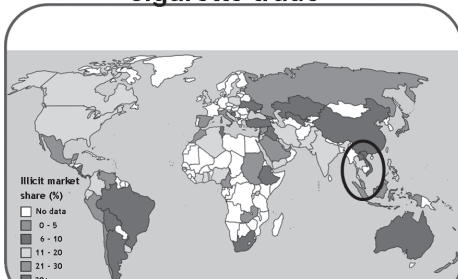 cigarette trade
Illicit market
share (%)
No data
0 - 5
6 - 10
11 - 20
21 - 30